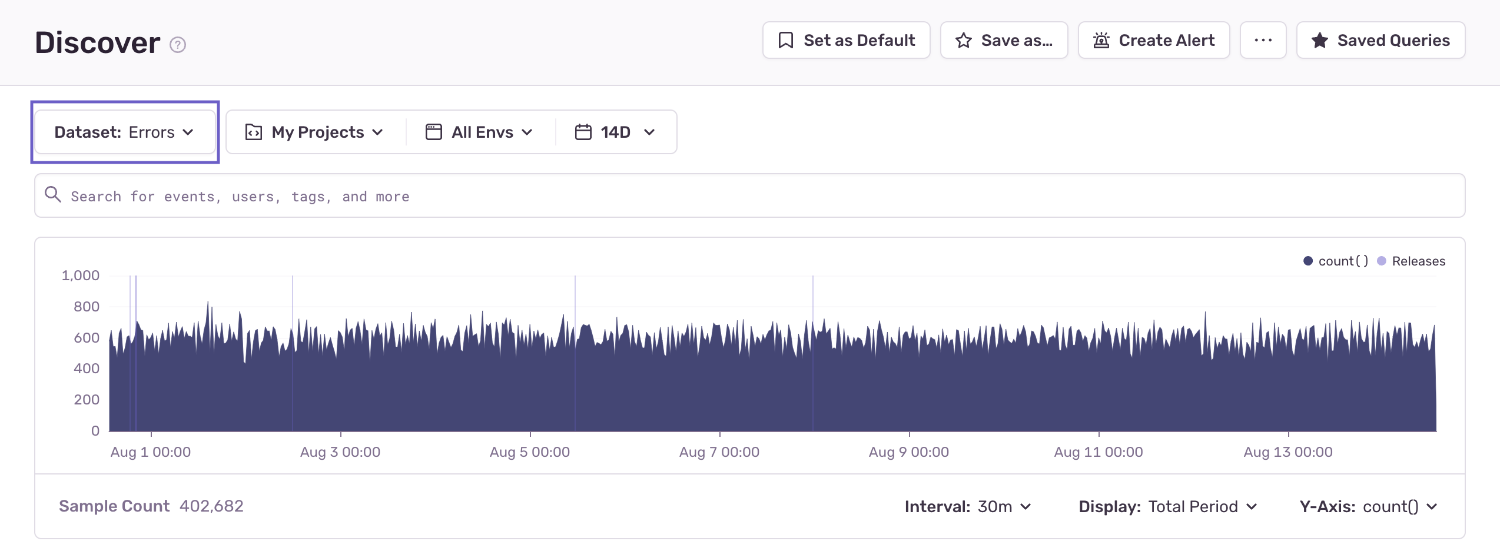 Discover ?
Set as Default
Save as…
Create Alert
···
Saved Queries
Dataset: Errors
My Projects
All Envs
14D
Search for events, users, tags, and more
count()
Releases
1,000
800
600
400
200
0
Aug 1 00:00
Aug 3 00:00
Aug 5 00:00
Aug 7 00:00
Aug 9 00:00
Aug 11 00:00
Aug 13 00:00
Sample Count 402,682
Interval: 30m
Display: Total Period
Y-Axis: count()